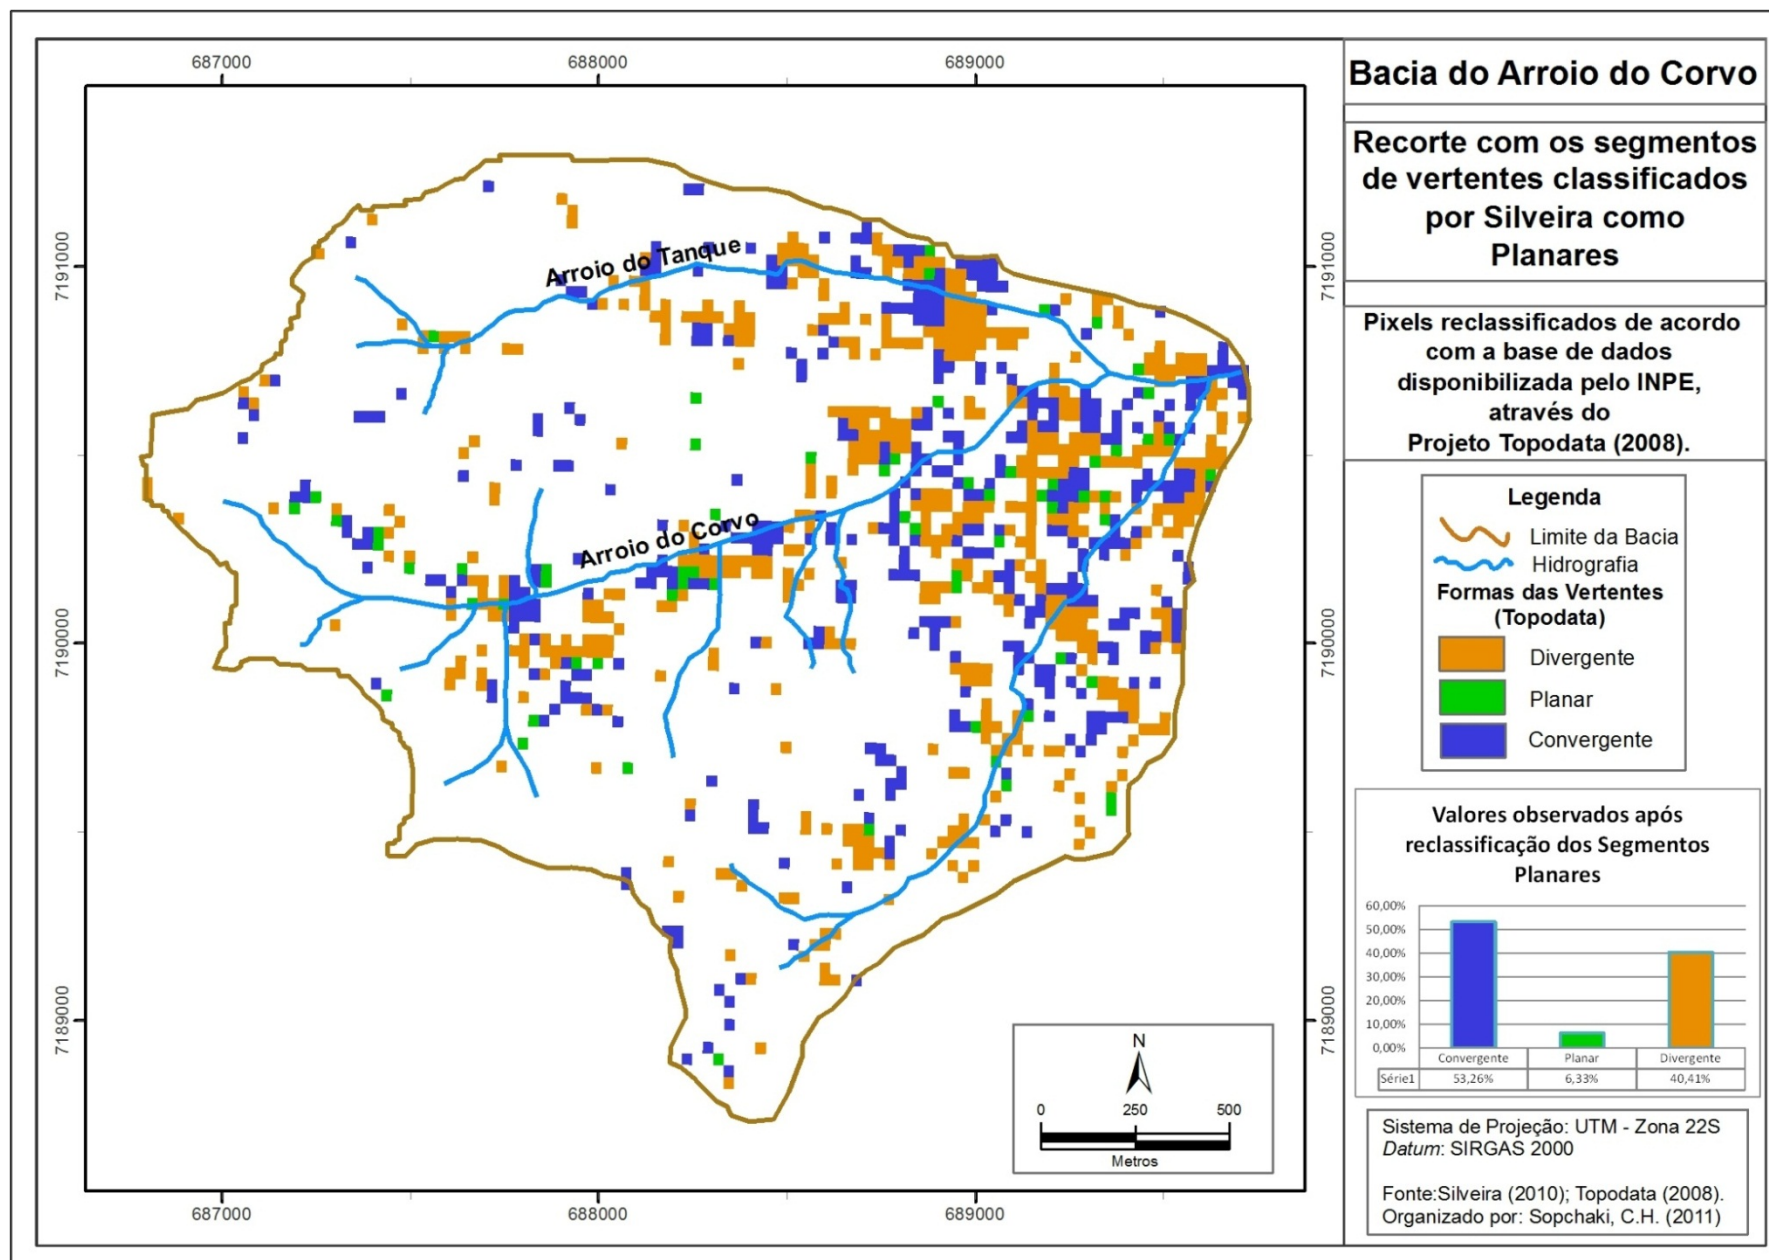 687000
688000
689000
7191000
7190000
7189000
Arroio do Tanque
Arroio do Corvo
7191000
7190000
7189000
687000
688000
689000
N
0 250 500
Metros
Bacia do Arroio do Corvo
Recorte com os segmentos
de vertentes classificados
por Silveira como
Planares
Pixels reclassificados de acordo
com a base de dados
disponibilizada pelo INPE,
através do
Projeto Topodata (2008).
Legenda
Limite da Bacia
Hidrografia
Formas das Vertentes
(Topodata)
Divergente
Planar
Convergente
Valores observados após
reclassificação dos Segmentos
Planares
60,00%
50,00%
40,00%
30,00%
20,00%
10,00%
0,00%
Convergente Planar Divergente
Série1 53,26% 6,33% 40,41%
Sistema de Projeção: UTM - Zona 22S
Datum: SIRGAS 2000
Fonte:Silveira (2010); Topodata (2008).
Organizado por: Sopchaki, C.H. (2011)